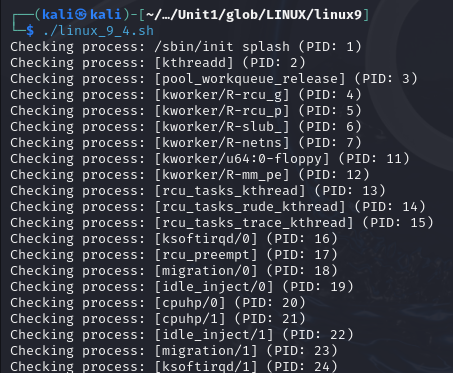 ┌──(kali㉿kali)-[~/…/Unit1/glob/LINUX/linux9]
└─$ ./linux_9_4.sh
Checking process: /sbin/init splash (PID: 1)
Checking process: [kthreadd] (PID: 2)
Checking process: [pool_workqueue_release] (PID: 3)
Checking process: [kworker/R-rcu_g] (PID: 4)
Checking process: [kworker/R-rcu_p] (PID: 5)
Checking process: [kworker/R-slub_] (PID: 6)
Checking process: [kworker/R-netns] (PID: 7)
Checking process: [kworker/u64:0-floppy] (PID: 11)
Checking process: [kworker/R-mm_pe] (PID: 12)
Checking process: [rcu_tasks_kthread] (PID: 13)
Checking process: [rcu_tasks_rude_kthread] (PID: 14)
Checking process: [rcu_tasks_trace_kthread] (PID: 15)
Checking process: [ksoftirqd/0] (PID: 16)
Checking process: [rcu_preempt] (PID: 17)
Checking process: [migration/0] (PID: 18)
Checking process: [idle_inject/0] (PID: 19)
Checking process: [cpuhp/0] (PID: 20)
Checking process: [cpuhp/1] (PID: 21)
Checking process: [idle_inject/1] (PID: 22)
Checking process: [migration/1] (PID: 23)
Checking process: [ksoftirqd/1] (PID: 24)